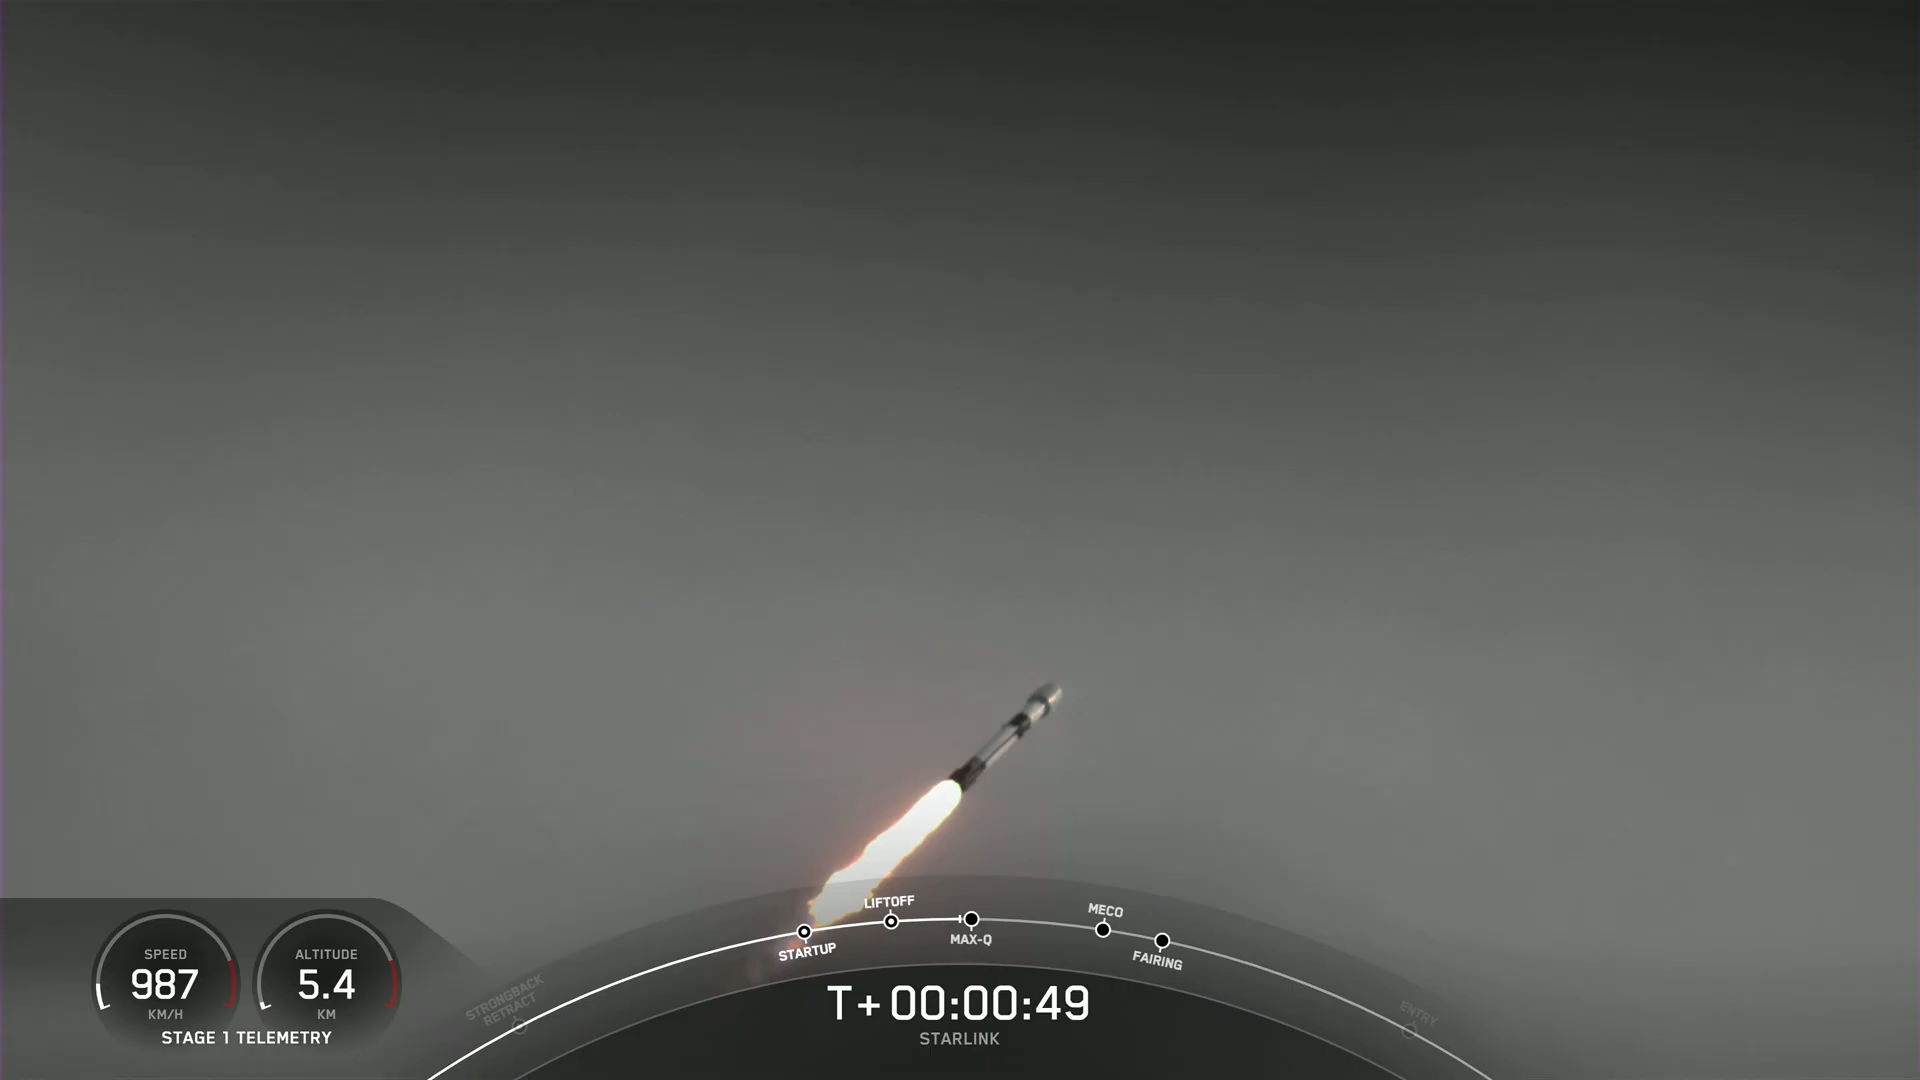 LIFTOFF
MECO
STARTUP
MAX-Q
FAIRING
STRONGBACK
RETRACT
ENTRY
SPEED
987
KM/H
ALTITUDE
5.4
KM
STAGE 1 TELEMETRY
T+00:00:49
STARLINK